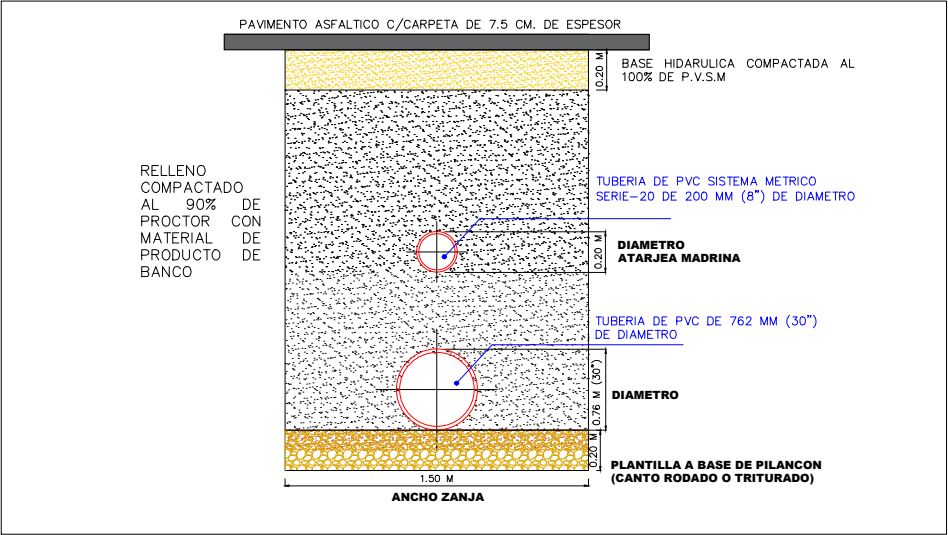 PAVIMENTO ASFALTICO C/CARPETA DE 7.5 CM. DE ESPESOR
0.20 M
BASE HIDARULICA COMPACTADA AL
100% DE P.V.S.M
RELLENO
COMPACTADO
AL 90% DE
PROCTOR CON
MATERIAL DE
PRODUCTO DE
BANCO
TUBERIA DE PVC SISTEMA METRICO
SERIE-20 DE 200 MM (8") DE DIAMETRO
0.20 M
DIAMETRO
ATARJEA MADRINA
TUBERIA DE PVC DE 762 MM (30")
DE DIAMETRO
0.76 M (30")
DIAMETRO
0.20 M
PLANTILLA A BASE DE PILANCON
(CANTO RODADO O TRITURADO)
1.50 M
ANCHO ZANJA